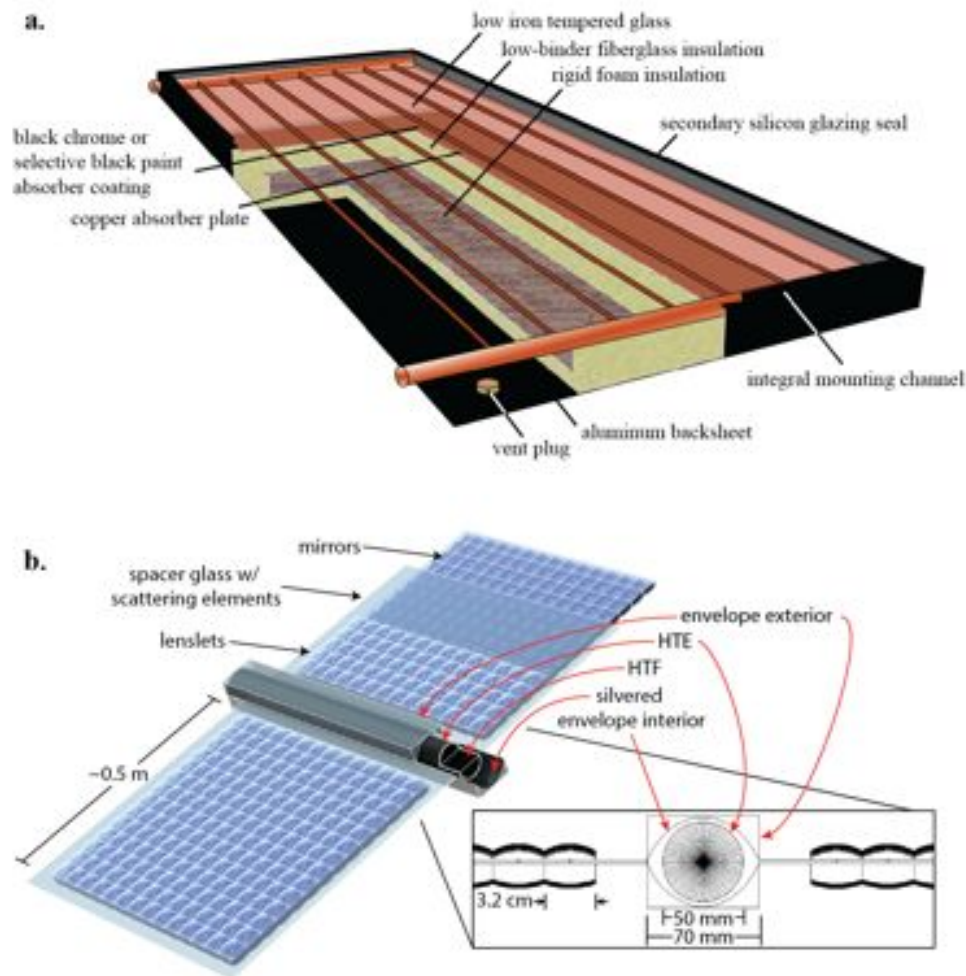 a.
low iron tempered glass
low-binder fiberglass insulation
rigid foam insulation
secondary silicon glazing seal
black chrome or
selective black paint
absorber coating
copper absorber plate
integral mounting channel
aluminum backsheet
vent plug
b.
mirrors
spacer glass w/
scattering elements
lenslets
envelope exterior
HTE
HTF
silvered
envelope interior
~0.5 m
3.2 cm
50 mm
70 mm